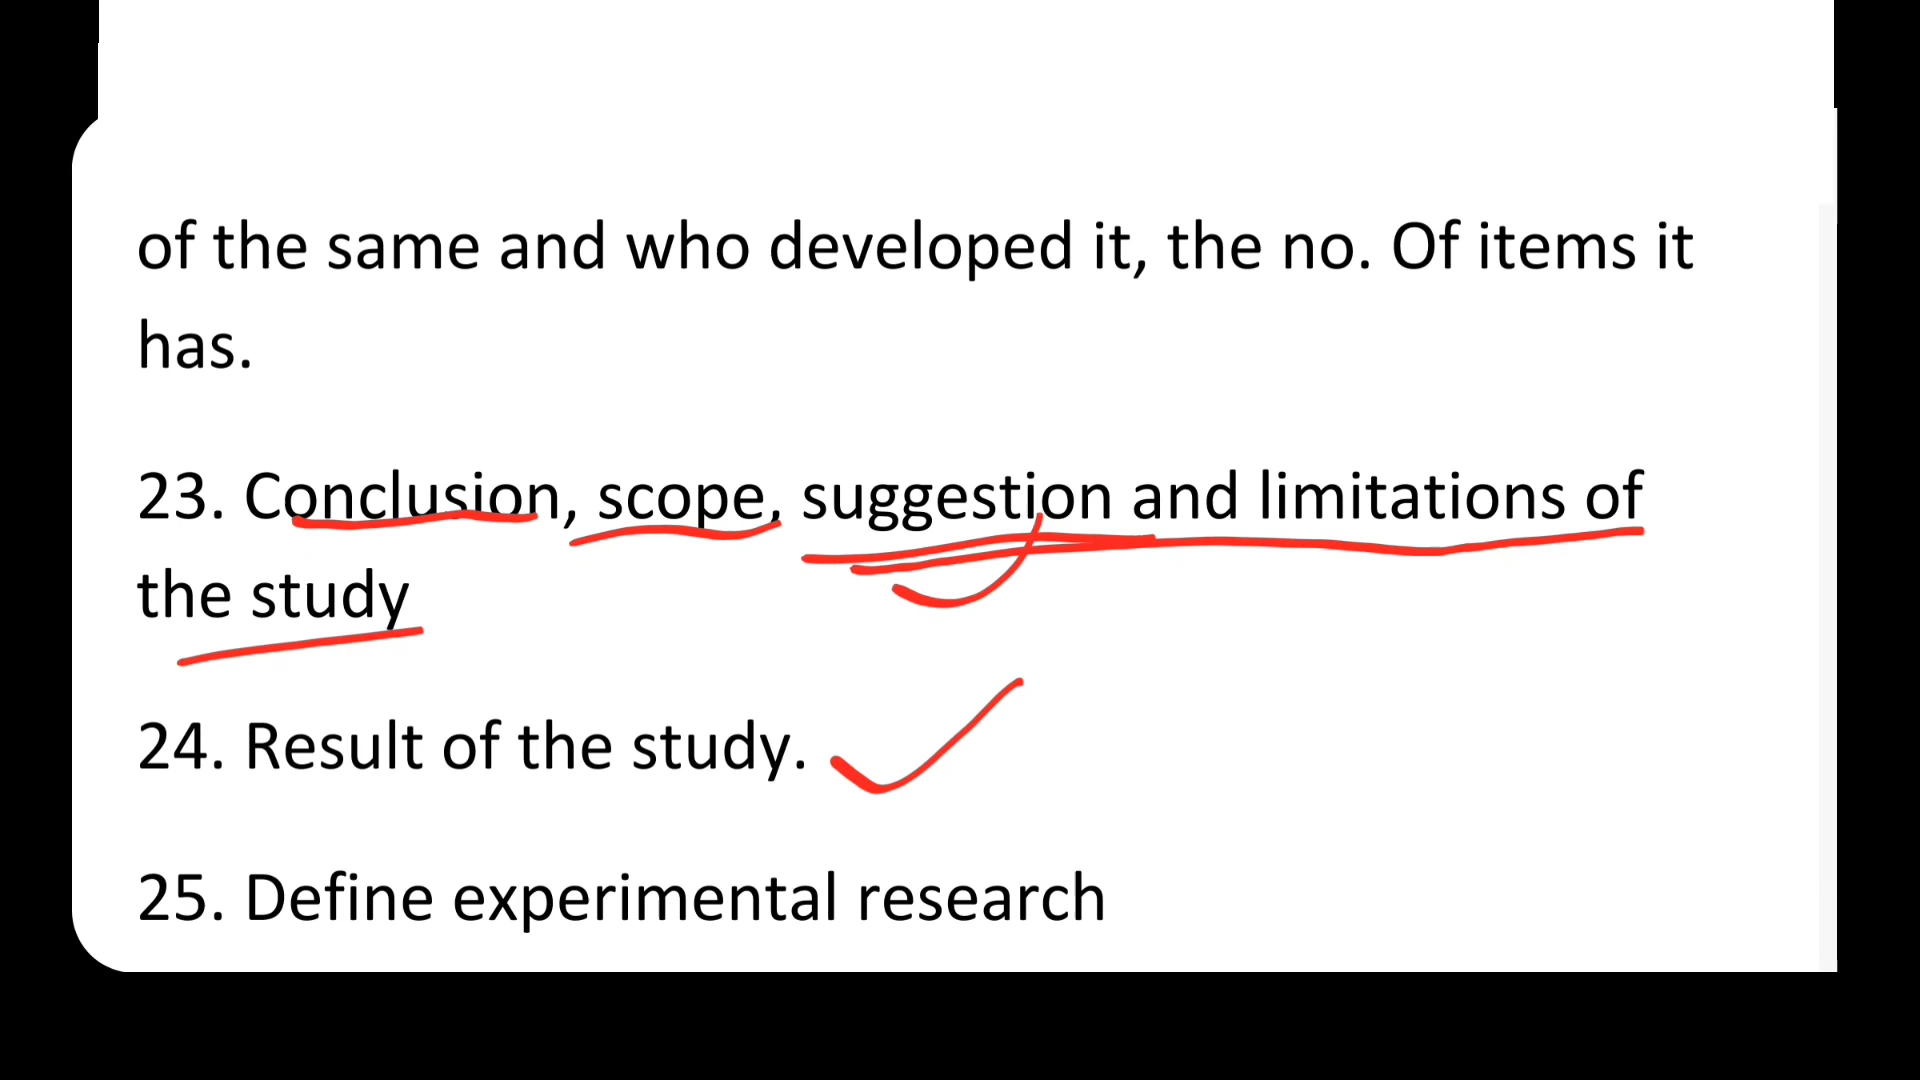 of the same and who developed it, the no. Of items it
has.
23. Conclusion, scope, suggestion and limitations of
the study
24. Result of the study.
25. Define experimental research